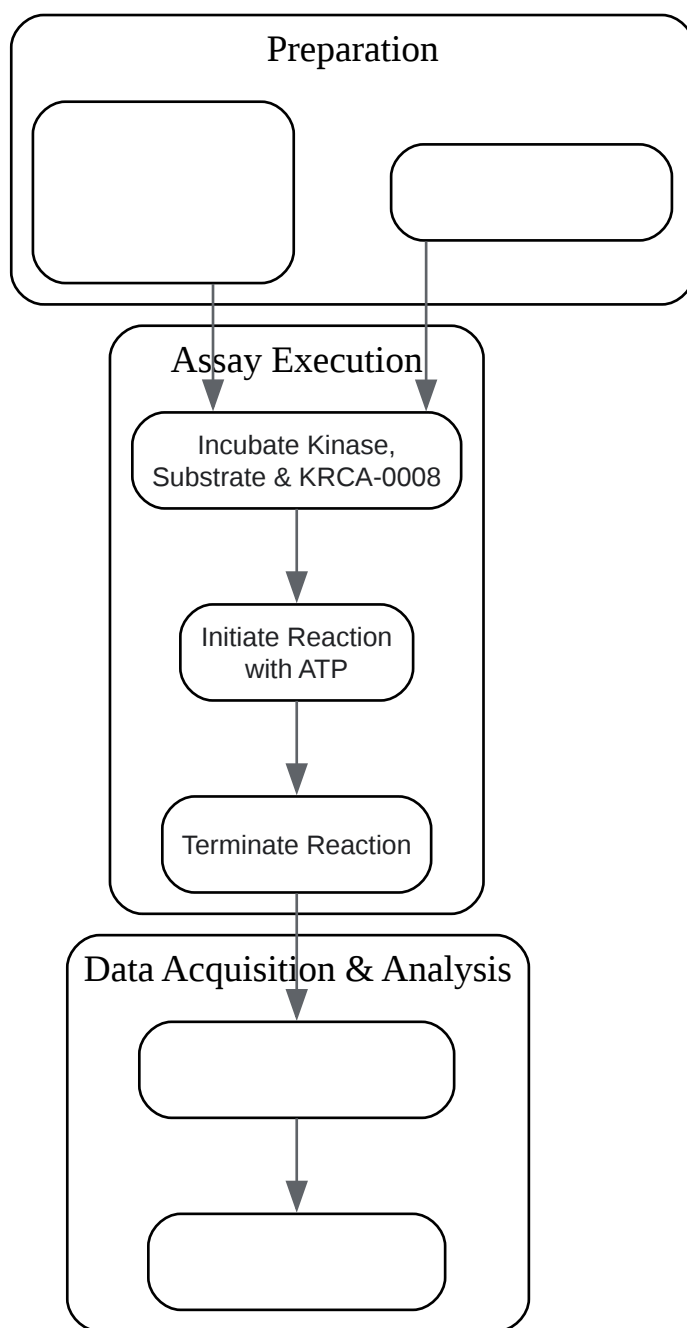 Preparation
Assay Execution
Incubate Kinase,
Substrate & KRCA-0008
Initiate Reaction
with ATP
Terminate Reaction
Data Acquisition & Analysis